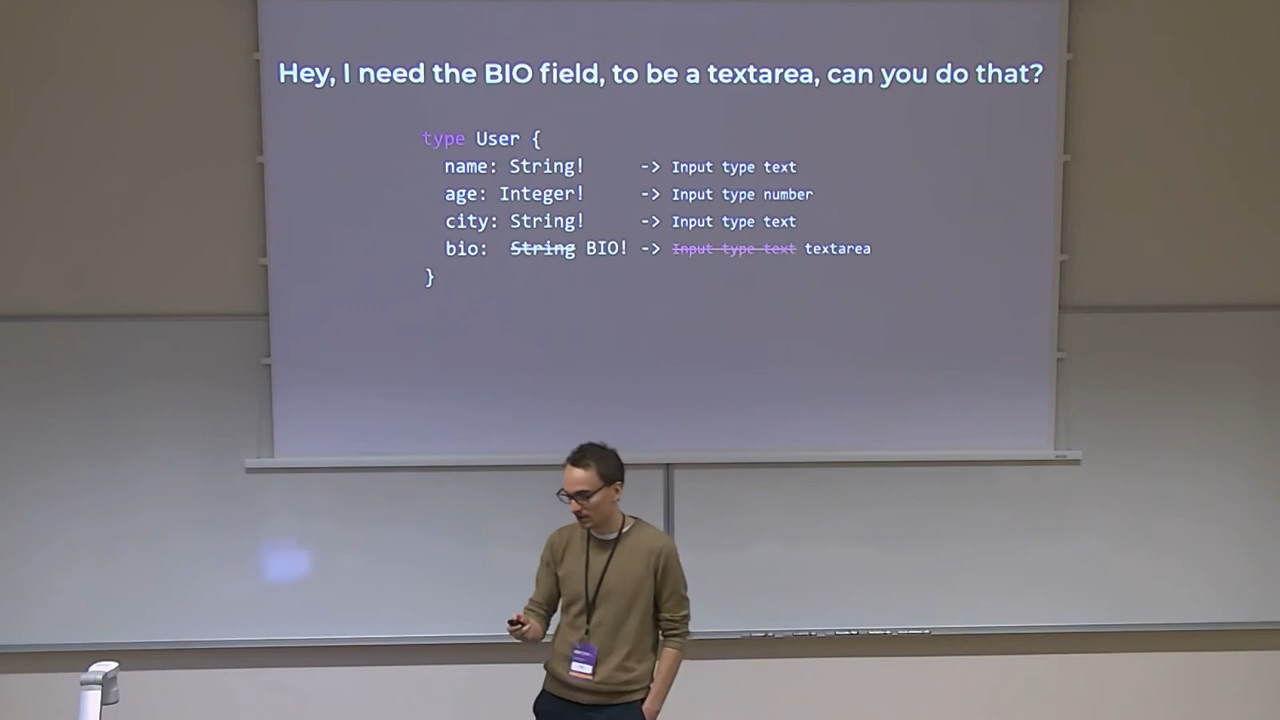 Hey, I need the BIO field, to be a textarea, can you do that?
type User {
name: String! -> Input type text
age: Integer! -> Input type number
city: String! -> Input type text
bio: String BIO! -> Input type text textarea
}